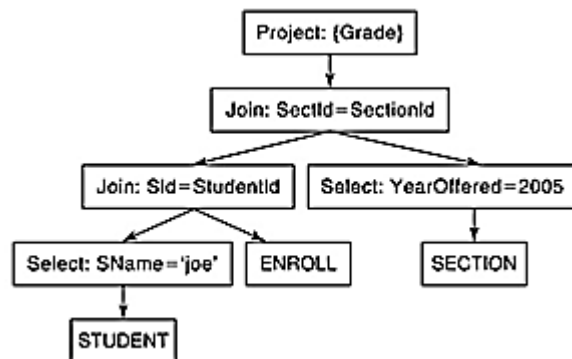 Project: {Grade}
Join: SectId=SectionId
Join: SId=StudentId
Select: YearOffered=2005
Select: SName='joe'
ENROLL
SECTION
STUDENT